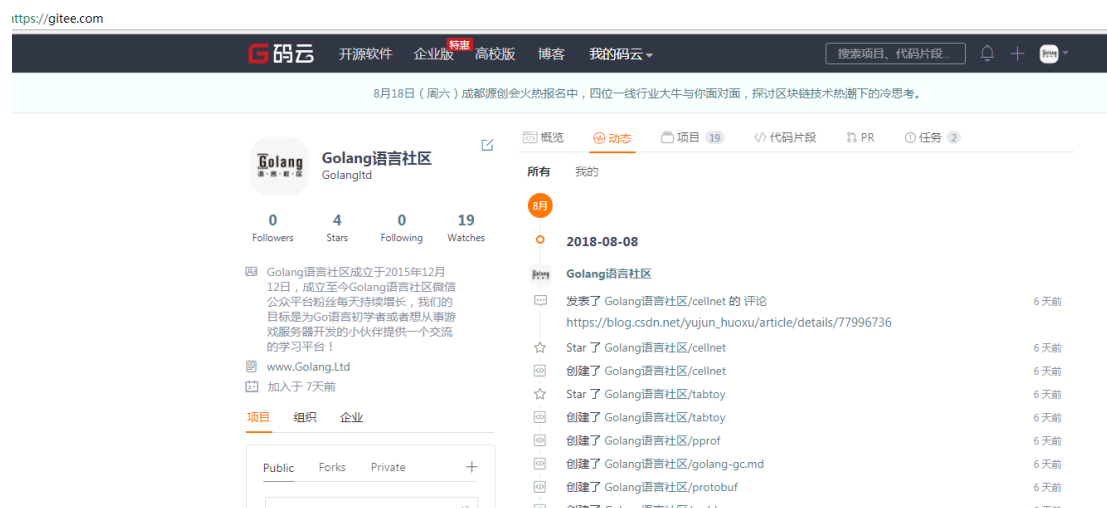 https://gitee.com
G码云 开源软件 企业版 特惠 高校版 博客 我的码云 搜索项目、代码片段...
8月18日（周六）成都源创会火热报名中，四位一线行业大牛与你面对面，探讨区块链技术热潮下的冷思考。
Golang
语·言·社·区
Golang语言社区
Golangltd
0 4 0 19
Followers Stars Following Watches
Golang语言社区成立于2015年12
月12日，成立至今Golang语言社区微信
公众平台粉丝每天持续增长，我们的
目标是为Go语言初学者或者想从事游
戏服务器开发的小伙伴提供一个交流
的学习平台！
www.Golang.Ltd
加入于 7天前
项目 组织 企业
Public Forks Private
概览 动态 项目 19 代码片段 PR 任务 2
所有 我的
8月
2018-08-08
Golang语言社区
发表了 Golang语言社区/cellnet 的 评论 6 天前
https://blog.csdn.net/yujun_huoxu/article/details/77996736
Star 了 Golang语言社区/cellnet 6 天前
创建了 Golang语言社区/cellnet 6 天前
Star 了 Golang语言社区/tabtoy 6 天前
创建了 Golang语言社区/tabtoy 6 天前
创建了 Golang语言社区/pprof 6 天前
创建了 Golang语言社区/golang-gc.md 6 天前
创建了 Golang语言社区/protobuf 6 天前